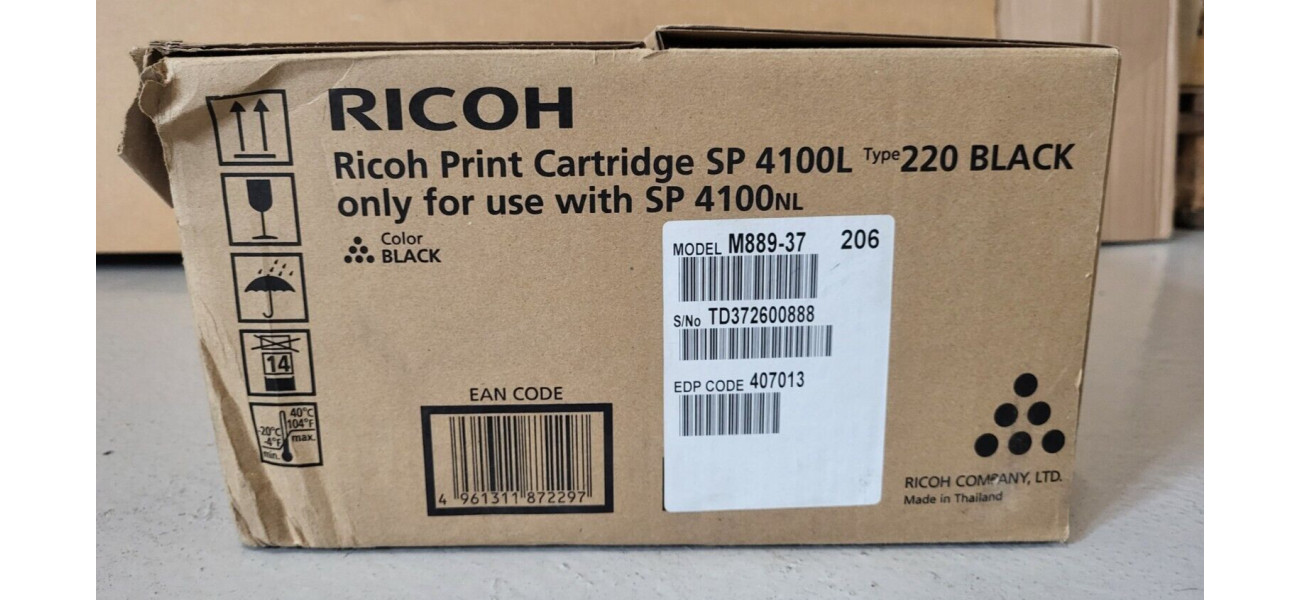 RICOH
Ricoh Print Cartridge SP 4100L Type 220 BLACK
only for use with SP 4100NL
Color
BLACK
MODEL M889-37 206
S/No TD372600888
EDP CODE 407013
14
40°C
104°F
max.
-20°C
-4°F
min.
EAN CODE
4 961311 872297
RICOH COMPANY, LTD.
Made in Thailand